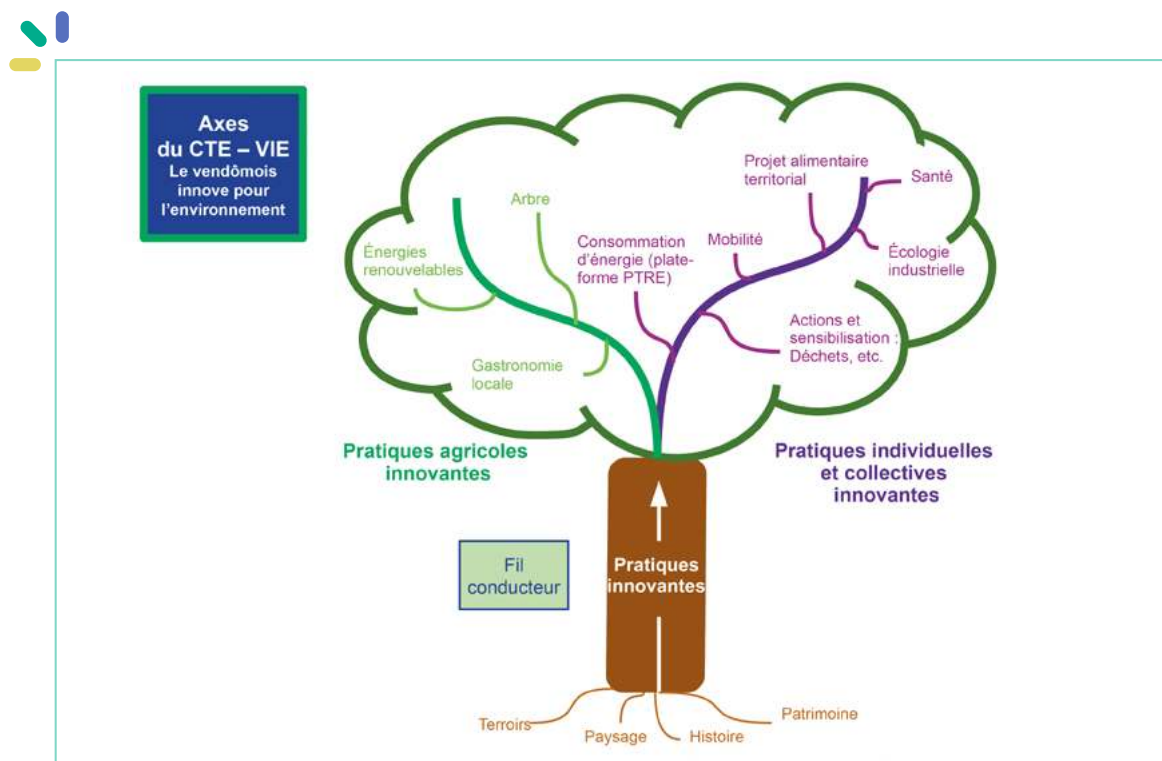 Axes
du CTE – VIE
Le vendômois
innove pour
l'environnement
Projet alimentaire
territorial
Santé
Arbre
Énergies
renouvelables
Consommation
d'énergie (plate-
forme PTRE)
Mobilité
Écologie
industrielle
Actions et
sensibilisation :
Déchets, etc.
Gastronomie
locale
Pratiques agricoles
innovantes
Pratiques individuelles
et collectives
innovantes
Fil
conducteur
Pratiques
innovantes
Terroirs
Paysage
Histoire
Patrimoine